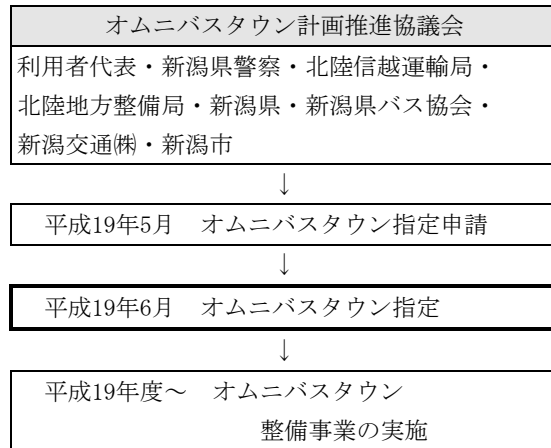 オムニバスタウン計画推進協議会
利用者代表・新潟県警察・北陸信越運輸局・
北陸地方整備局・新潟県・新潟県バス協会・
新潟交通㈱・新潟市
↓
平成19年5月　オムニバスタウン指定申請
↓
平成19年6月　オムニバスタウン指定
↓
平成19年度～　オムニバスタウン
整備事業の実施